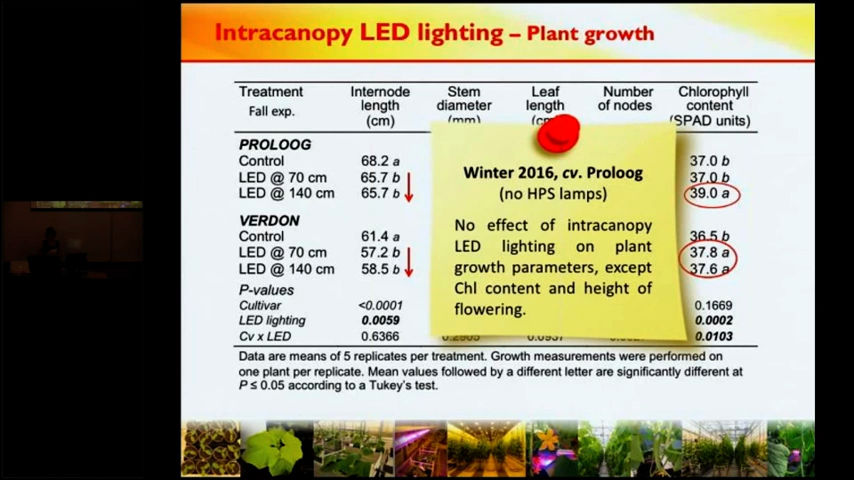 Intracanopy LED lighting – Plant growth
Treatment Internode Stem Leaf Number Chlorophyll
Fall exp. length diameter length of nodes content
(cm) (mm) (cm) (SPAD units)
PROLOOG
Control 68.2 a 37.0 b
LED @ 70 cm 65.7 b 37.0 b
LED @ 140 cm 65.7 b 39.0 a
VERDON
Control 61.4 a 36.5 b
LED @ 70 cm 57.2 b 37.8 a
LED @ 140 cm 58.5 b 37.6 a
P-values
Cultivar <0.0001 0.1669
LED lighting 0.0059 0.0002
Cv x LED 0.6366 0.0103
Winter 2016, cv. Proloog
(no HPS lamps)
No effect of intracanopy
LED lighting on plant
growth parameters, except
Chl content and height of
flowering.
Data are means of 5 replicates per treatment. Growth measurements were performed on
one plant per replicate. Mean values followed by a different letter are significantly different at
P ≤ 0.05 according to a Tukey's test.